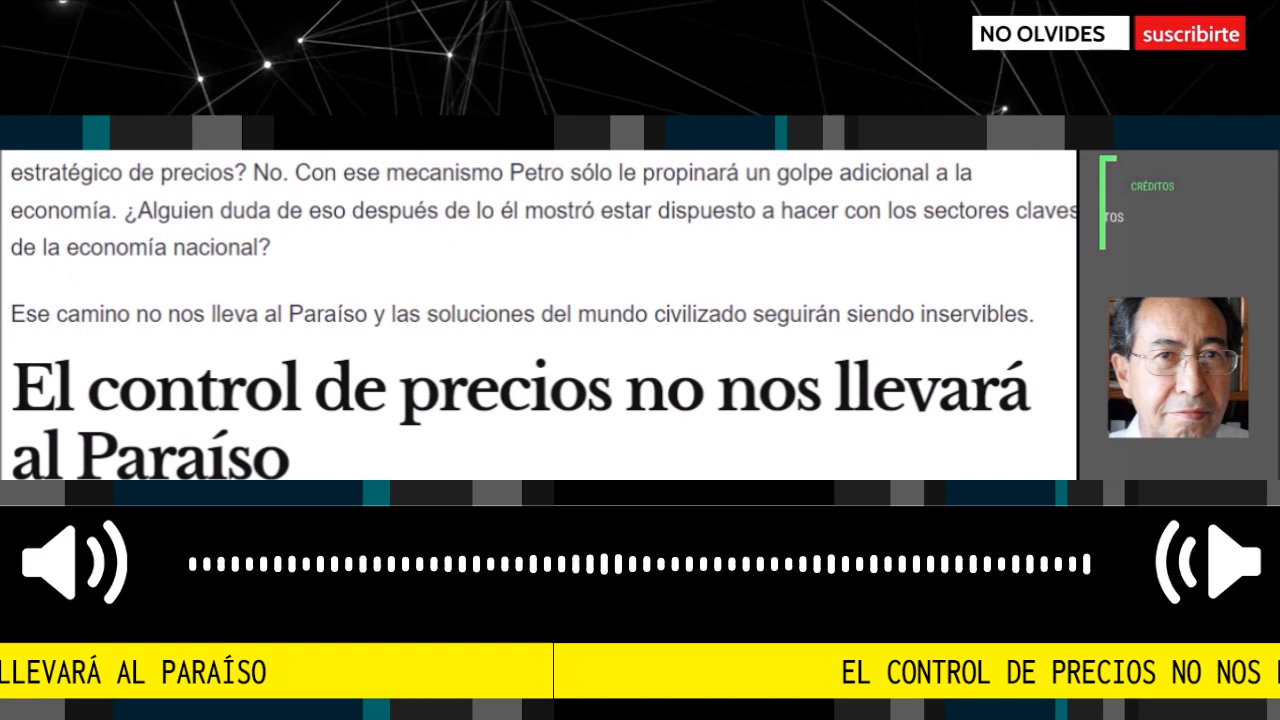 NO OLVIDES suscribirte
estratégico de precios? No. Con ese mecanismo Petro sólo le propinará un golpe adicional a la
economía. ¿Alguien duda de eso después de lo él mostró estar dispuesto a hacer con los sectores claves
de la economía nacional?
Ese camino no nos lleva al Paraíso y las soluciones del mundo civilizado seguirán siendo inservibles.
El control de precios no nos llevará
al Paraíso
CRÉDITOS
TOS
LLEVARÁ AL PARAÍSO
EL CONTROL DE PRECIOS NO NOS